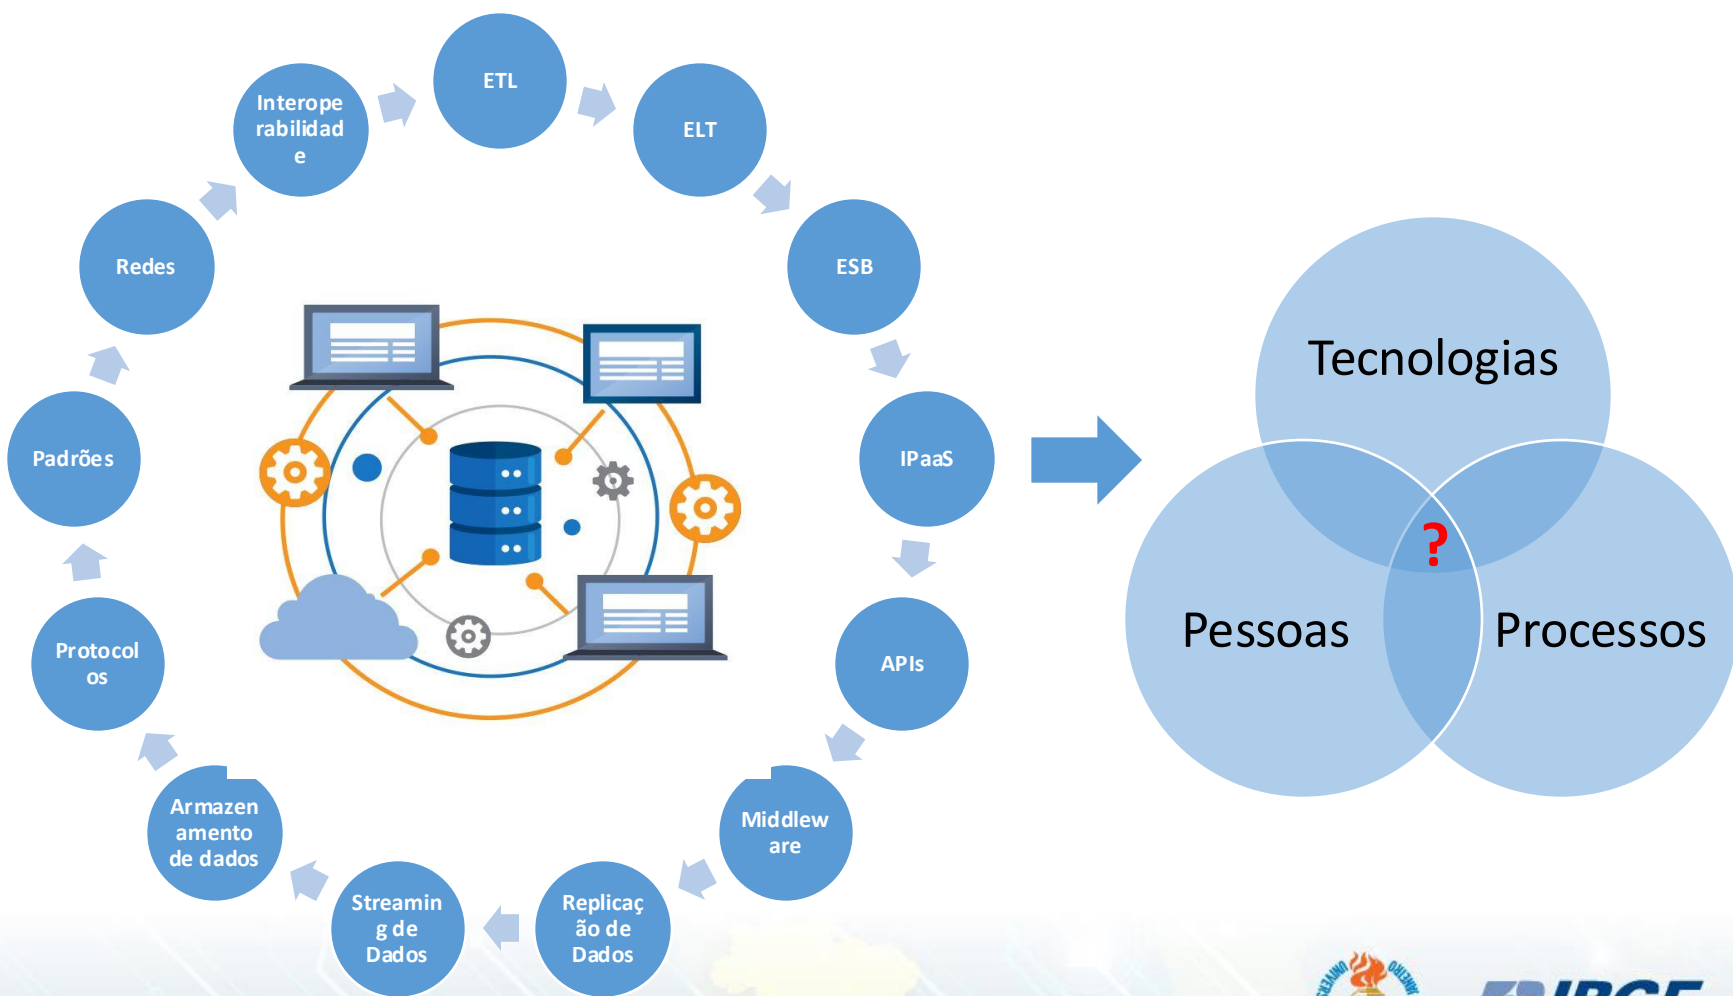 ETL
ELT
ESB
IPaaS
APIs
Middlew
are
Replicaç
ão de
Dados
Streamin
g de
Dados
Armazen
amento
de dados
Protocol
os
Padrões
Redes
Interope
rabilidad
e
Tecnologias
Pessoas
Processos
?
IBGE